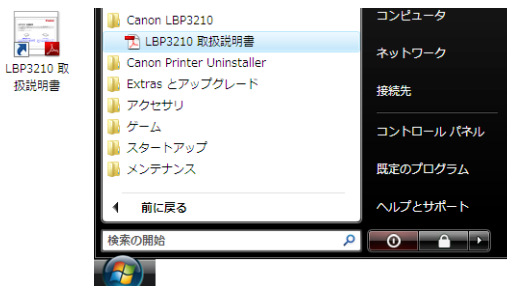 LBP3210 取
扱説明書
Canon LBP3210
LBP3210 取扱説明書
Canon Printer Uninstaller
Extras とアップグレード
アクセサリ
ゲーム
スタートアップ
メンテナンス
前に戻る
検索の開始
コンピュータ
ネットワーク
接続先
コントロール パネル
既定のプログラム
ヘルプとサポート